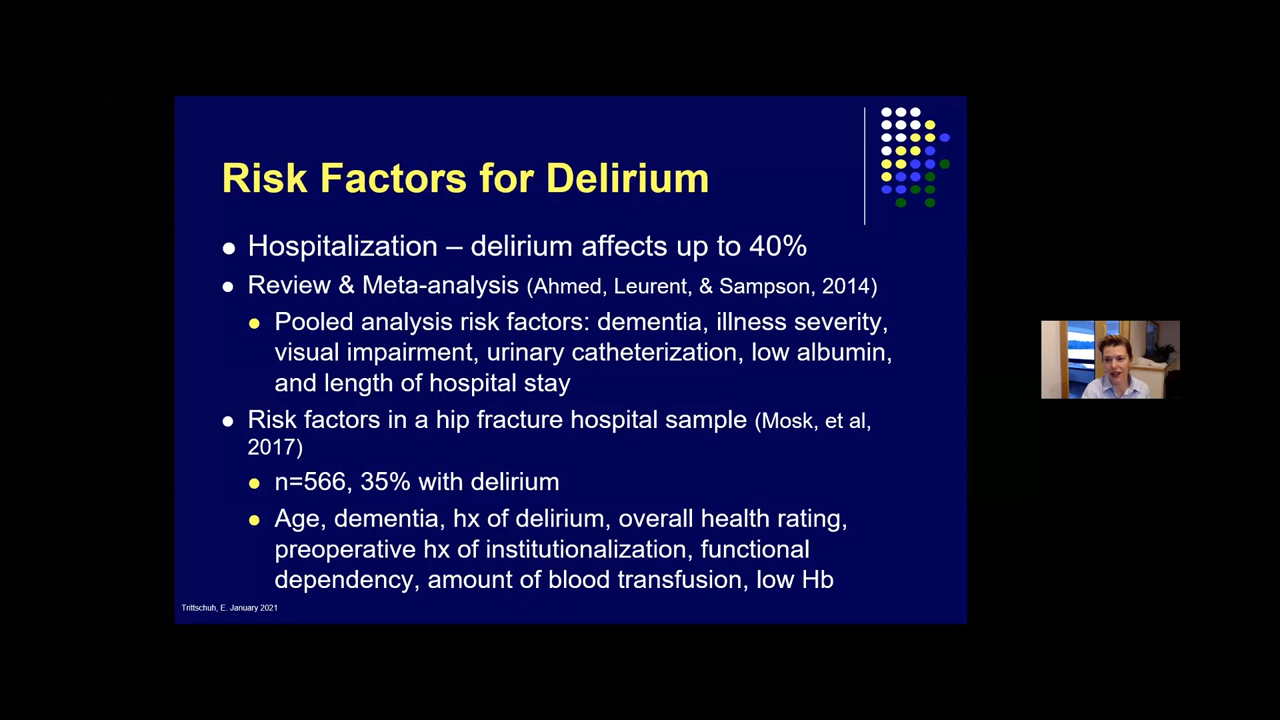 Risk Factors for Delirium
Hospitalization – delirium affects up to 40%
Review & Meta-analysis (Ahmed, Leurent, & Sampson, 2014)
Pooled analysis risk factors: dementia, illness severity,
visual impairment, urinary catheterization, low albumin,
and length of hospital stay
Risk factors in a hip fracture hospital sample (Mosk, et al,
2017)
n=566, 35% with delirium
Age, dementia, hx of delirium, overall health rating,
preoperative hx of institutionalization, functional
dependency, amount of blood transfusion, low Hb
Trittschuh, E. January 2021